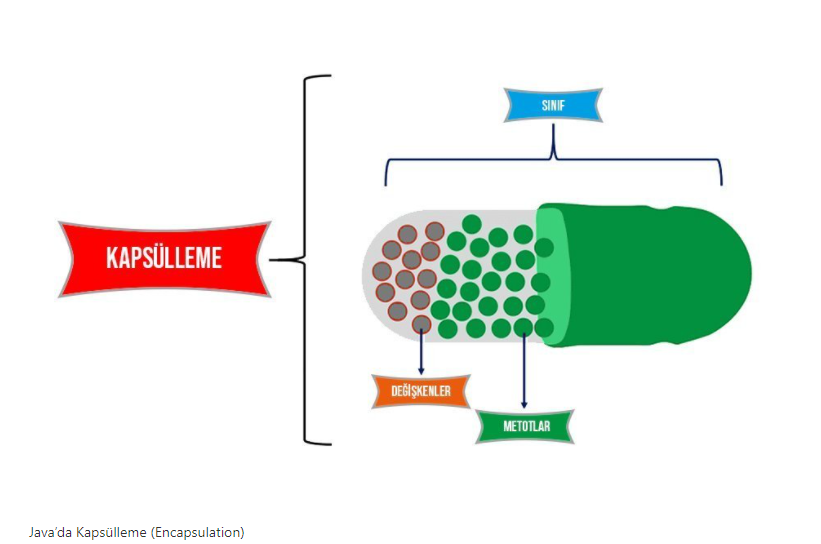 SINIF
KAPSÜLLEME
DEĞİŞKENLER
METOTLAR
Java'da Kapsülleme (Encapsulation)